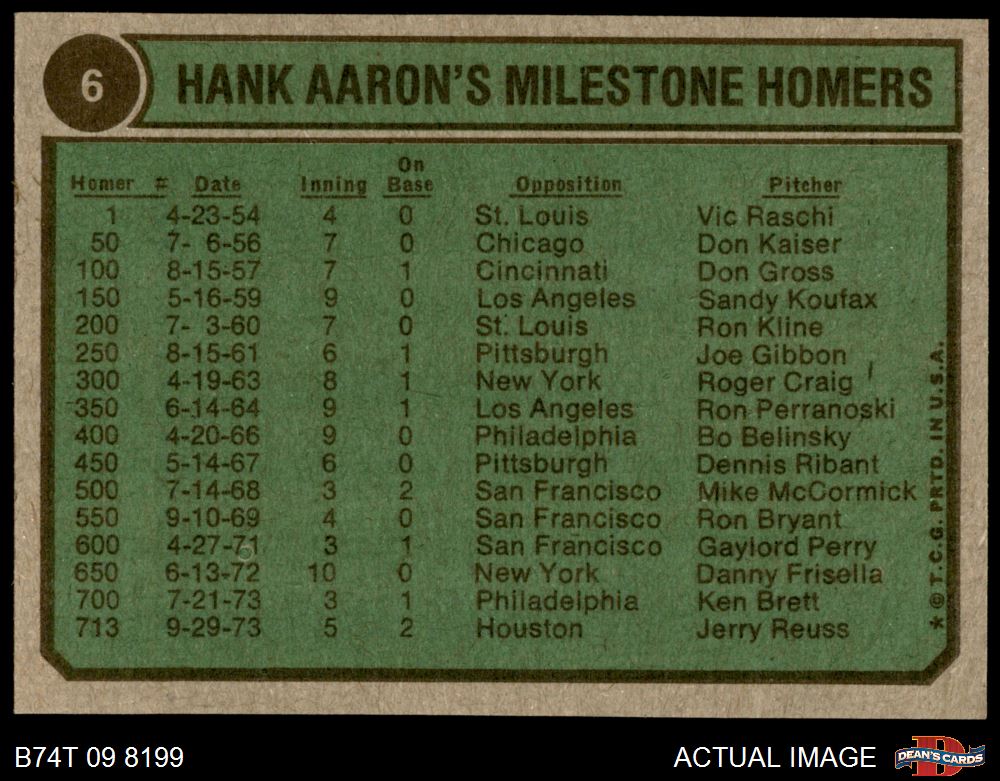 6 HANK AARON'S MILESTONE HOMERS
On
Homer # Date Inning Base Opposition Pitcher
1 4-23-54 4 0 St. Louis Vic Raschi
50 7- 6-56 7 0 Chicago Don Kaiser
100 8-15-57 7 1 Cincinnati Don Gross
150 5-16-59 9 0 Los Angeles Sandy Koufax
200 7- 3-60 7 0 St. Louis Ron Kline
250 8-15-61 6 1 Pittsburgh Joe Gibbon
300 4-19-63 8 1 New York Roger Craig
350 6-14-64 9 1 Los Angeles Ron Perranoski
400 4-20-66 9 0 Philadelphia Bo Belinsky
450 5-14-67 6 0 Pittsburgh Dennis Ribant
500 7-14-68 3 2 San Francisco Mike McCormick
550 9-10-69 4 0 San Francisco Ron Bryant
600 4-27-71 3 1 San Francisco Gaylord Perry
650 6-13-72 10 0 New York Danny Frisella
700 7-21-73 3 1 Philadelphia Ken Brett
713 9-29-73 5 2 Houston Jerry Reuss
* © T.C.G. PRTD. IN U.S.A.
B74T 09 8199 ACTUAL IMAGE
D
DEAN'S CARDS